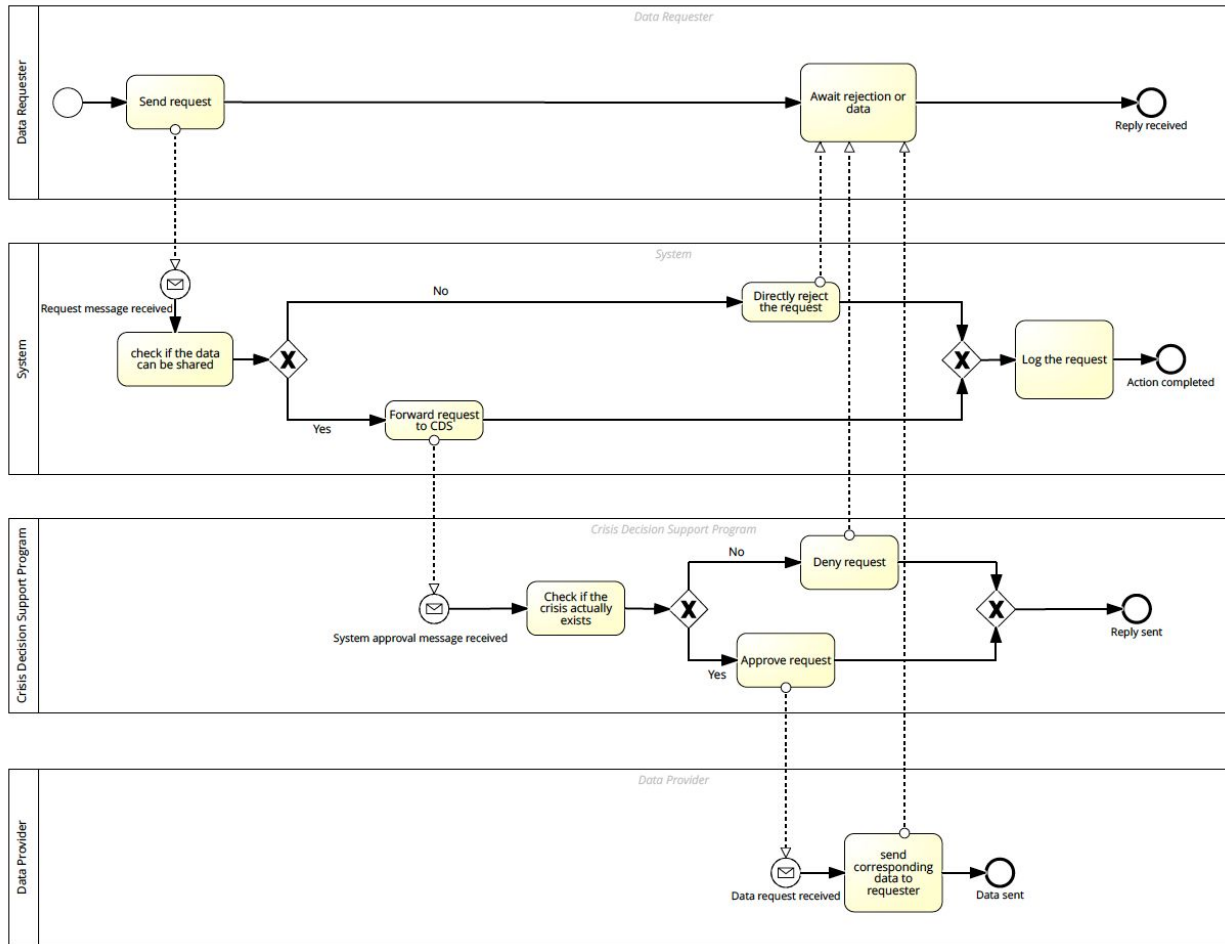 Data Requester
Data Requester
Send request
Await rejection or
data
Reply received
System
System
Request message received
No
Directly reject
the request
check if the data
can be shared
Log the request
Action completed
Yes
Forward request
to CDS
Crisis Decision Support Program
Crisis Decision Support Program
No
Deny request
Check if the
crisis actually
exists
System approval message received
Reply sent
Yes
Approve request
Data Provider
Data Provider
send
corresponding
data to
requester
Data request received
Data sent